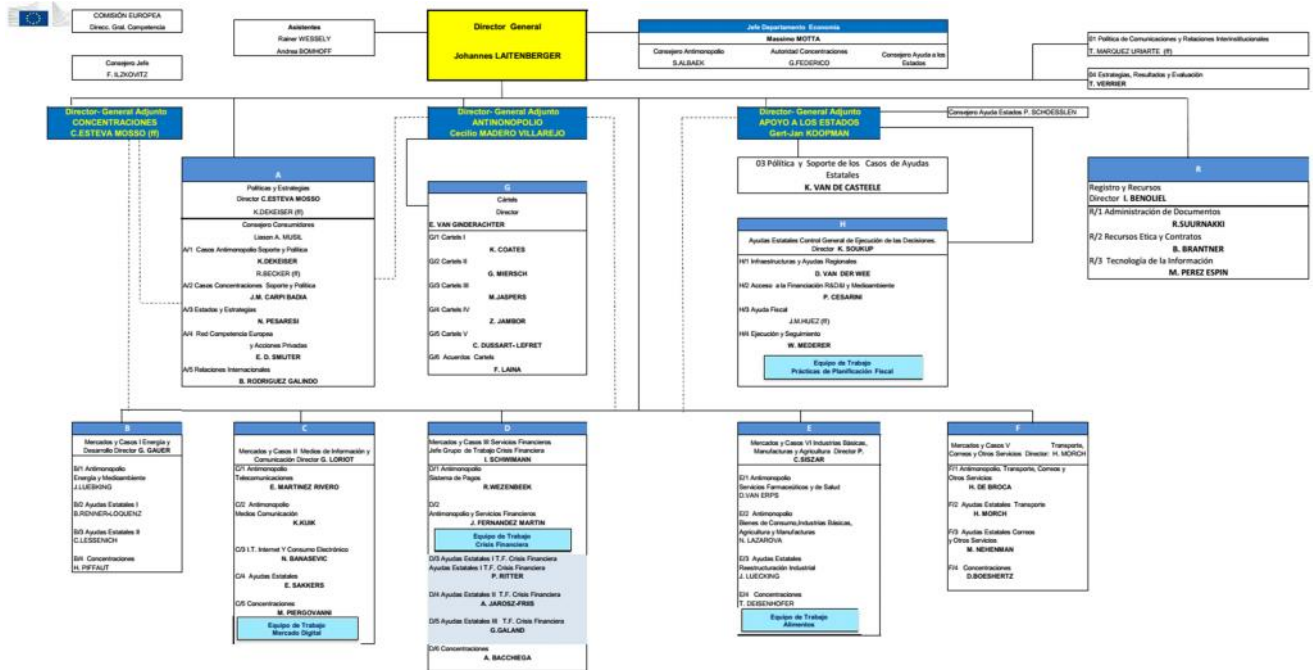 COMISIÓN EUROPEA
Direcc. Gral. Competencia
Consejero Jefe
F. ILZKOVITZ
Asistentes
Rainer WESSELY
Andrea BOMHOFF
Director General
Johannes LAITENBERGER
Jefe Departamento Economía
Massimo MOTTA
Consejero Antimonopolio
S.ALBAEK
Autoridad Concentraciones
G.FEDERICO
Consejero Ayuda a los
Estados
01 Política de Comunicaciones y Relaciones Interinstitucionales
T. MARQUEZ URIARTE (ff)
04 Estrategias, Resultados y Evaluación
T. VERRIER
Director- General Adjunto
CONCENTRACIONES
C.ESTEVA MOSSO (ff)
Director- General Adjunto
ANTINONOPOLIO
Cecilio MADERO VILLAREJO
Director- General Adjunto
APOYO A LOS ESTADOS
Gert-Jan KOOPMAN
Consejero Ayuda Estados P. SCHOESSLEN
A
Políticas y Estrategias
Director C.ESTEVA MOSSO
K.DEKEISER (ff)
Consejero Consumidores
Liason A. MUSIL
A/1 Casos Antimonopolio Soporte y Política
K.DEKEISER
R.BECKER (ff)
A/2 Casos Concentraciones Soporte y Política
J.M. CARPI BADIA
A/3 Estados y Estrategias
N. PESARESI
A/4 Red Competencia Europea
y Acciones Privadas
E. D. SMIJTER
A/5 Relaciones Internacionales
B. RODRIGUEZ GALINDO
G
Cártels
Director
E. VAN GINDERACHTER
G/1 Cartels I
K. COATES
G/2 Cartels II
G. MIERSCH
G/3 Cartels III
M.JASPERS
G/4 Cartels IV
Z. JAMBOR
G/5 Cartels V
C. DUSSART- LEFRET
G/6 Acuerdos Cartels
F. LAINA
03 Pólitica y Soporte de los Casos de Ayudas
Estatales
K. VAN DE CASTEELE
H
Ayudas Estatales Control General de Ejecución de las Decisiones.
Director K. SOUKUP
H/1 Infraestructuras y Ayudas Regionales
D. VAN DER WEE
H/2 Acceso a la Financiación R&D&I y Medioambiente
P. CESARINI
H/3 Ayuda Fiscal
J.M.HUEZ (ff)
H/4 Ejecución y Seguimiento
W. MEDERER
Equipo de Trabajo
Prácticas de Planificación Fiscal
R
Registro y Recursos
Director I. BENOLIEL
R/1 Administración de Documentos
R.SUURNAKKI
R/2 Recursos Etica y Contratos
B. BRANTNER
R/3 Tecnología de la Información
M. PEREZ ESPIN
B
Mercados y Casos I Energía y
Desarrollo Director G. GAUER
B/1 Antimonopolio
Energía y Medioambiente
J.LUEBKING
B/2 Ayudas Estatales I
B.RENNER-LOQUENZ
B/3 Ayudas Estatales II
C.LESSENICH
B/4 Concentraciones
H. PIFFAUT
C
Mercados y Casos II Medios de Información y
Comunicación Director G. LORIOT
C/1 Antimonopolio
Telecomunicaciones
E. MARTINEZ RIVERO
C/2 Antimonopolio
Medios Comunicación
K.KUIK
C/3 I.T. Internet Y Consumo Electrónico
N. BANASEVIC
C/4 Ayudas Estatales
E. SAKKERS
C/5 Concentraciones
M. PIERGOVANNI
Equipo de Trabajo
Mercado Digital
D
Mercados y Casos III Servicios Financieros
Jefe Grupo de Trabajo Crisis Financiera
I. SCHWIMANN
D/1 Antimonopolio
Sistema de Pagos
R.WEZENBEEK
D/2
Antimonopolio y Servicios Financieros
J. FERNANDEZ MARTIN
Equipo de Trabajo
Crisis Financiera
D/3 Ayudas Estatales I T.F. Crisis Financiera
Ayudas Estatales I T.F. Crisis Financiera
P. RITTER
D/4 Ayudas Estatales II T.F. Crisis Financiera
A. JAROSZ-FRIIS
D/5 Ayudas Estatales III T.F. Crisis Financiera
G.GALAND
D/6 Concentraciones
A. BACCHIEGA
E
Mercados y Casos VI Industrias Básicas,
Manufacturas y Agricultura Director P.
C.SISZAR
E/1 Antimonopolio
Servicios Farmaceúticos y de Salud
D.VAN ERPS
E/2 Antimonopolio
Bienes de Consumo,Industrias Básicas,
Agricultura y Manufacturas
N. LAZAROVA
E/3 Ayudas Estatales
Reestructuración Industrial
J. LUECKING
E/4 Concentraciones
T. DEISENHOFER
Equipo de Trabajo
Alimentos
F
Mercados y Casos V Transporte,
Correos y Otros Servicios Director: H. MORCH
F/1 Antimonopolio. Transporte, Correos y
Otros Servicios
H. DE BROCA
F/2 Ayudas Estatales Transporte
H. MORCH
F/3 Ayudas Estatales Correos
y Otros Servicios
M. NEHENMAN
F/4 Concentraciones
D.BOESHERTZ